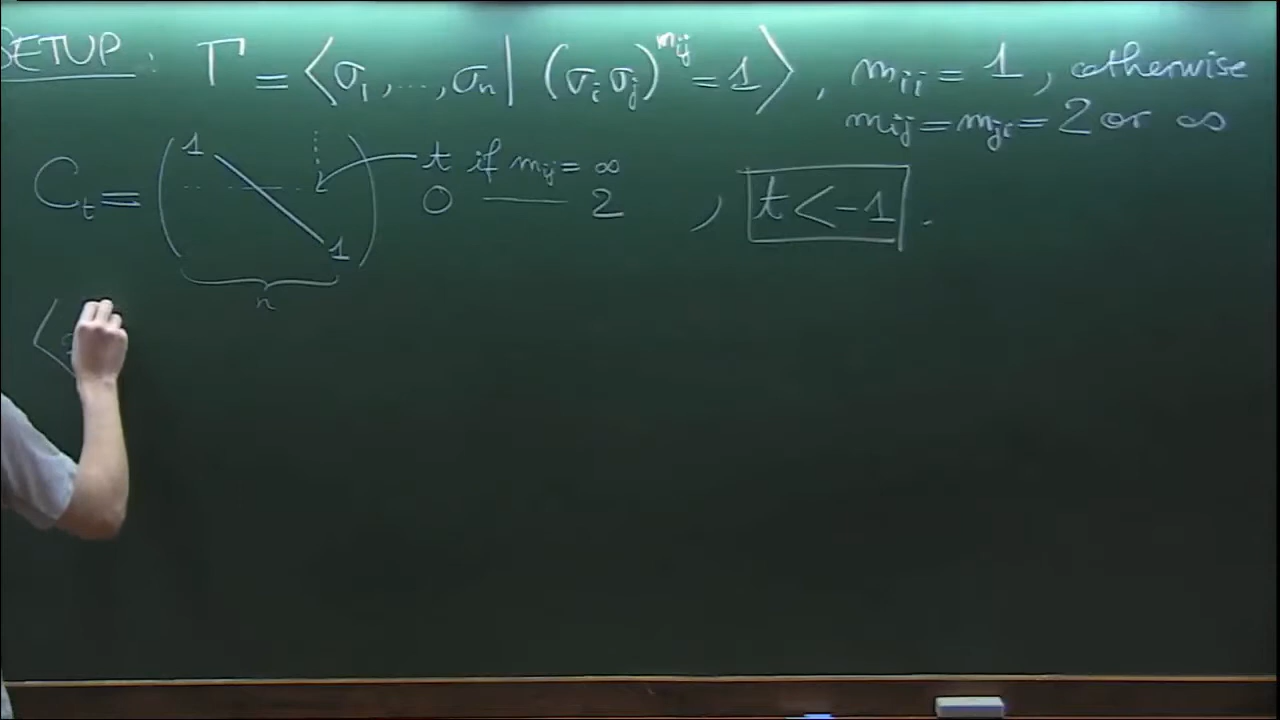 SETUP : Γ = ⟨σ₁,...,σₙ | (σᵢσⱼ)^{mᵢⱼ} = 1⟩, mᵢᵢ = 1, otherwise
mᵢⱼ = mⱼᵢ = 2 or ∞
Cₜ = (1 1) t if mᵢⱼ = ∞
0 —— 2 , t < -1 .
n
⟨